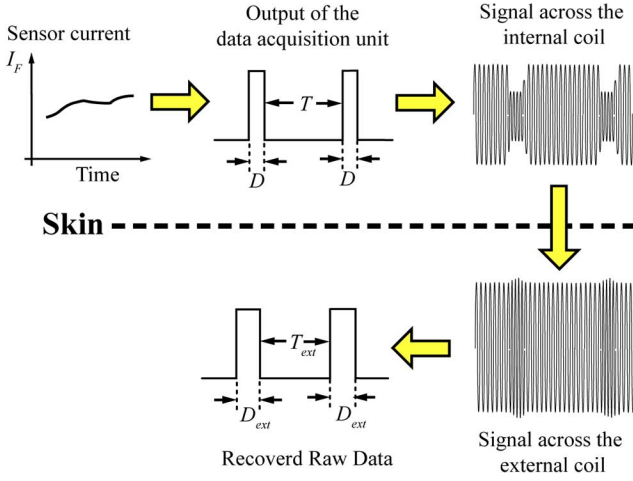 Sensor current
I_F
Time
Output of the
data acquisition unit
T
D
D
Signal across the
internal coil
Skin
T_ext
D_ext
D_ext
Recoverd Raw Data
Signal across the
external coil